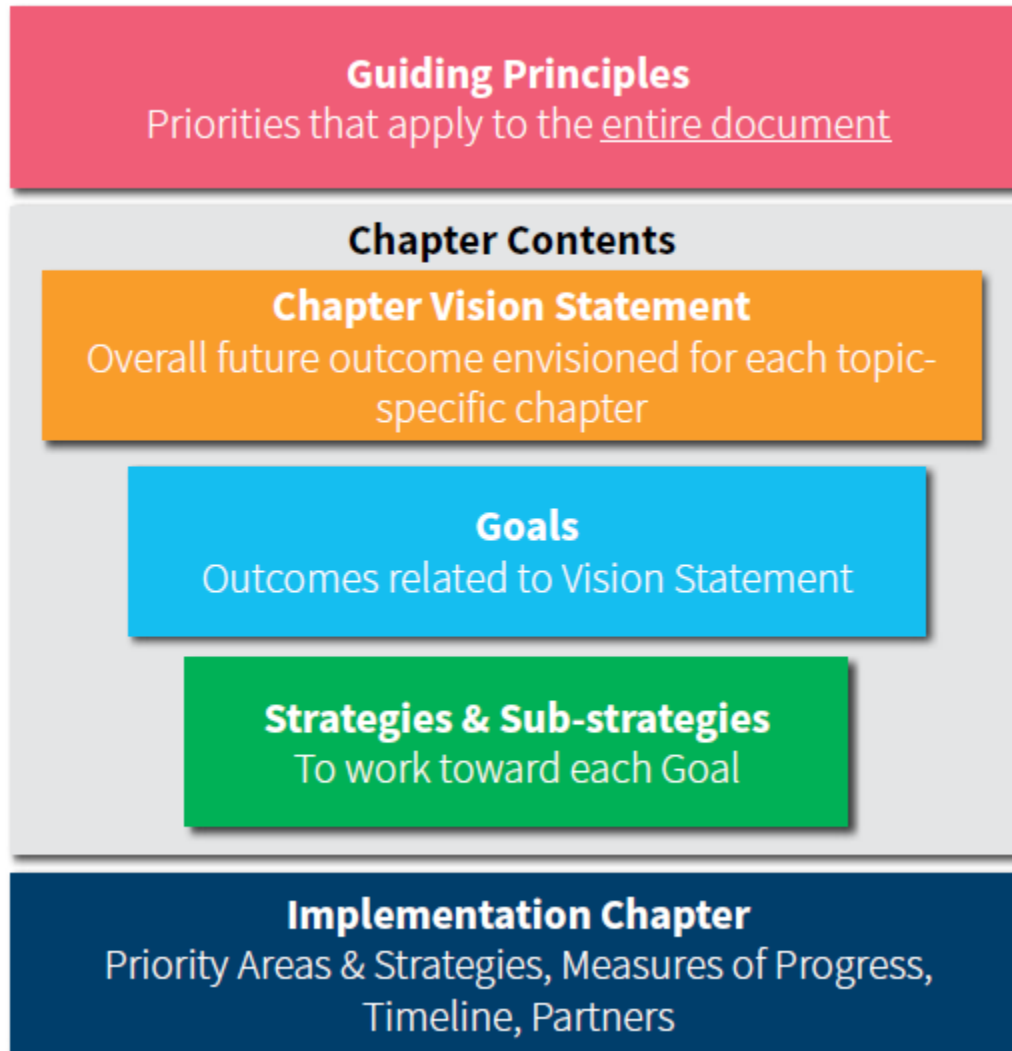 Guiding Principles
Priorities that apply to the entire document
Chapter Contents
Chapter Vision Statement
Overall future outcome envisioned for each topic-
specific chapter
Goals
Outcomes related to Vision Statement
Strategies & Sub-strategies
To work toward each Goal
Implementation Chapter
Priority Areas & Strategies, Measures of Progress,
Timeline, Partners